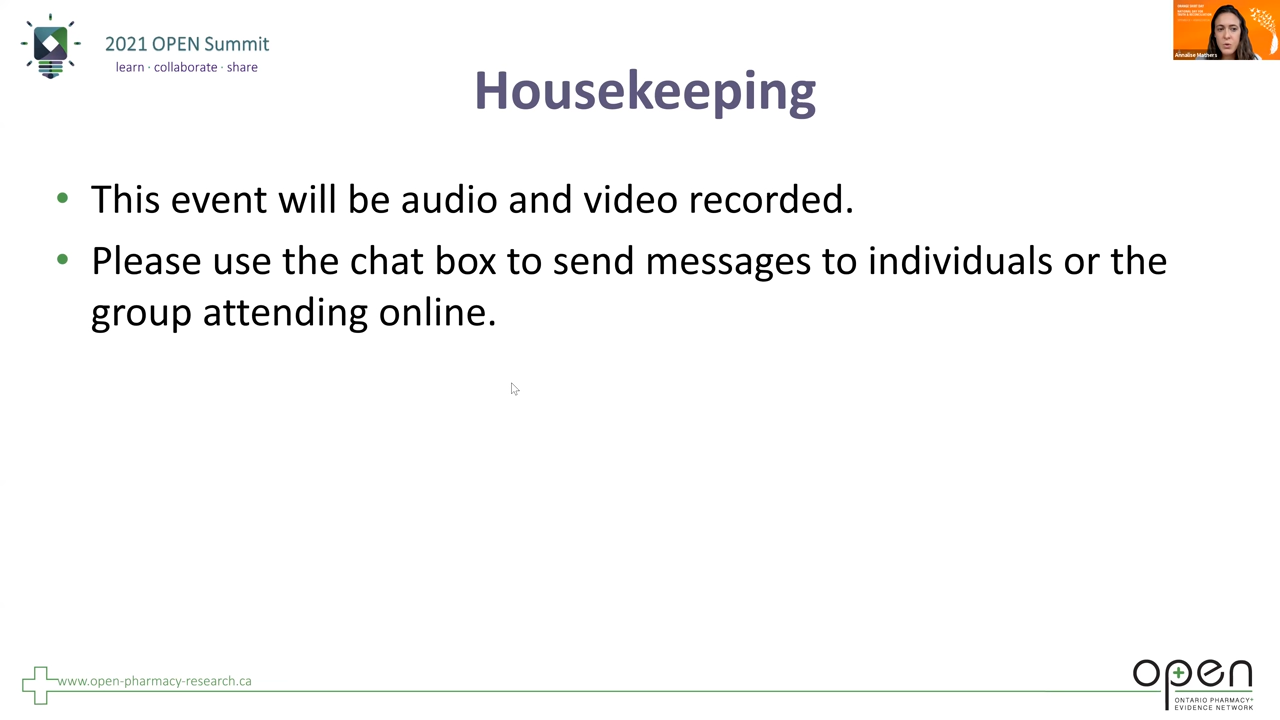 2021 OPEN Summit
learn · collaborate · share
Housekeeping
• This event will be audio and video recorded.
• Please use the chat box to send messages to individuals or the
group attending online.
Annalise Mathers
www.open-pharmacy-research.ca
open
ONTARIO PHARMACY+
EVIDENCE NETWORK